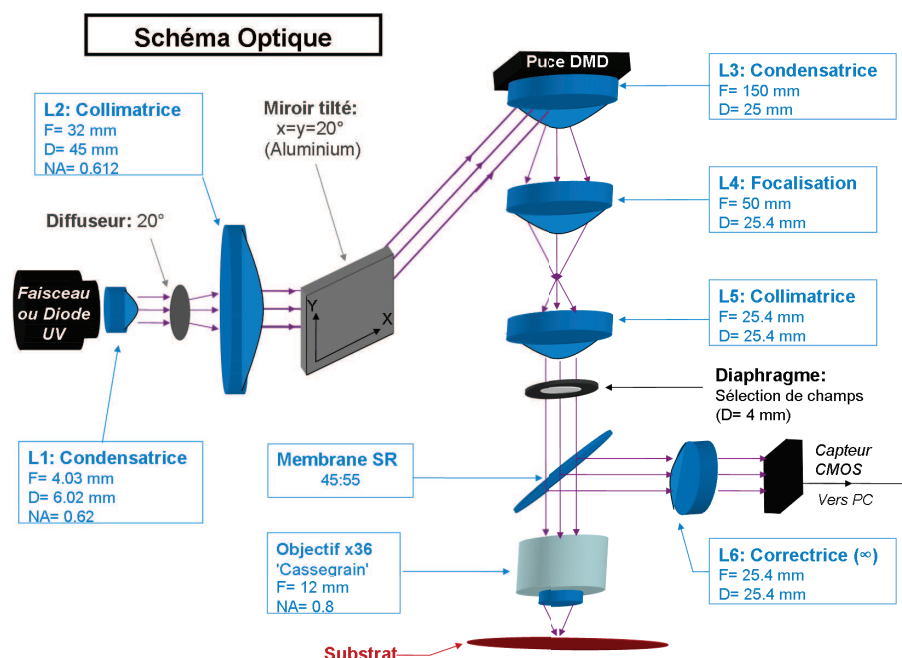 Schéma Optique
Puce DMD
L3: Condensatrice
F= 150 mm
D= 25 mm
L2: Collimatrice
F= 32 mm
D= 45 mm
NA= 0.612
Miroir tilté:
x=y=20°
(Aluminium)
L4: Focalisation
F= 50 mm
D= 25.4 mm
Diffuseur: 20°
Faisceau
ou Diode
UV
Y
X
L5: Collimatrice
F= 25.4 mm
D= 25.4 mm
Diaphragme:
Sélection de champs
(D= 4 mm)
L1: Condensatrice
F= 4.03 mm
D= 6.02 mm
NA= 0.62
Membrane SR
45:55
Capteur
CMOS
Vers PC
Objectif x36
'Cassegrain'
F= 12 mm
NA= 0.8
L6: Correctrice (∞)
F= 25.4 mm
D= 25.4 mm
Substrat